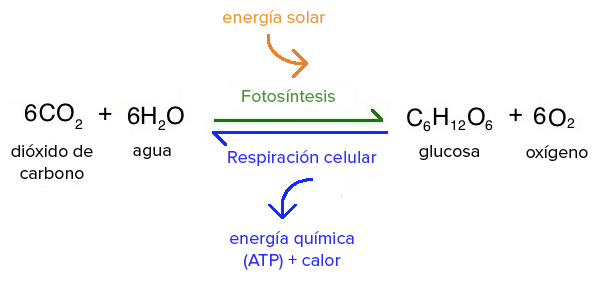 energía solar
Fotosíntesis
6CO₂ + 6H₂O C₆H₁₂O₆ + 6O₂
dióxido de
carbono
agua
Respiración celular
glucosa
oxígeno
energía química
(ATP) + calor